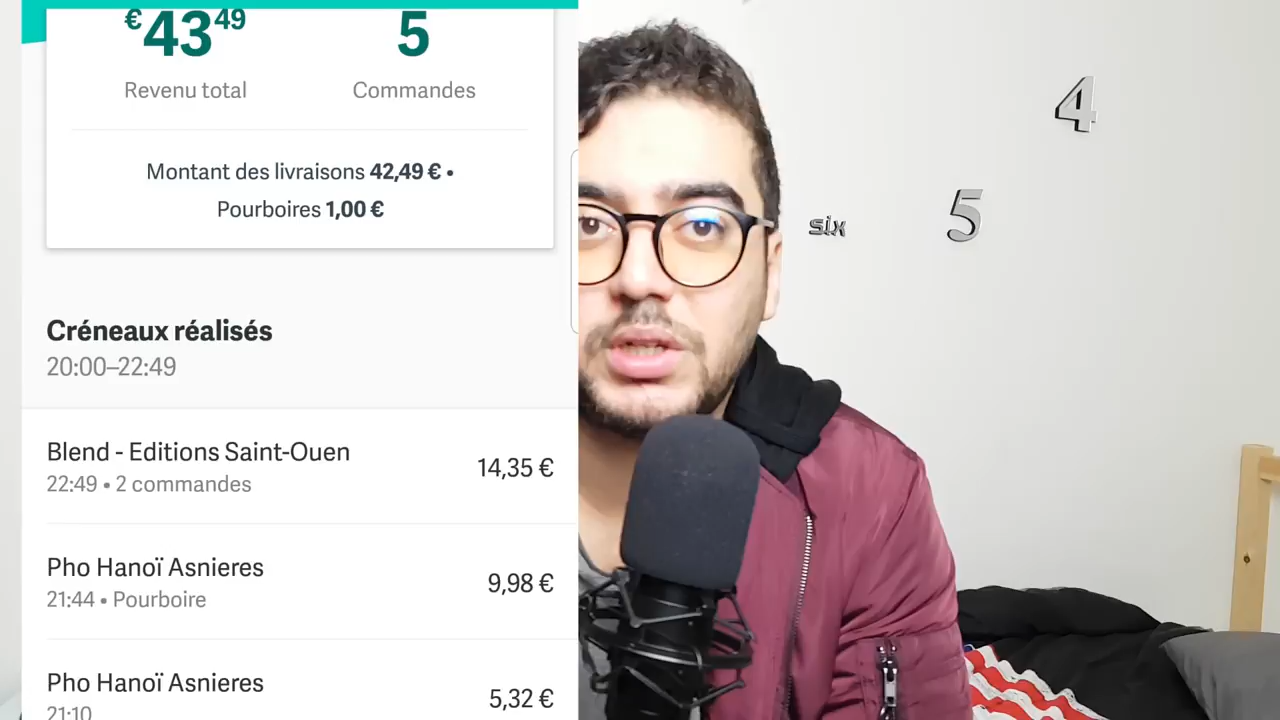 €43⁴⁹
5
Revenu total
Commandes
Montant des livraisons 42,49 € •
Pourboires 1,00 €
Créneaux réalisés
20:00–22:49
Blend - Editions Saint-Ouen
14,35 €
22:49 • 2 commandes
Pho Hanoï Asnieres
9,98 €
21:44 • Pourboire
Pho Hanoï Asnieres
5,32 €
21:10
4
six
5